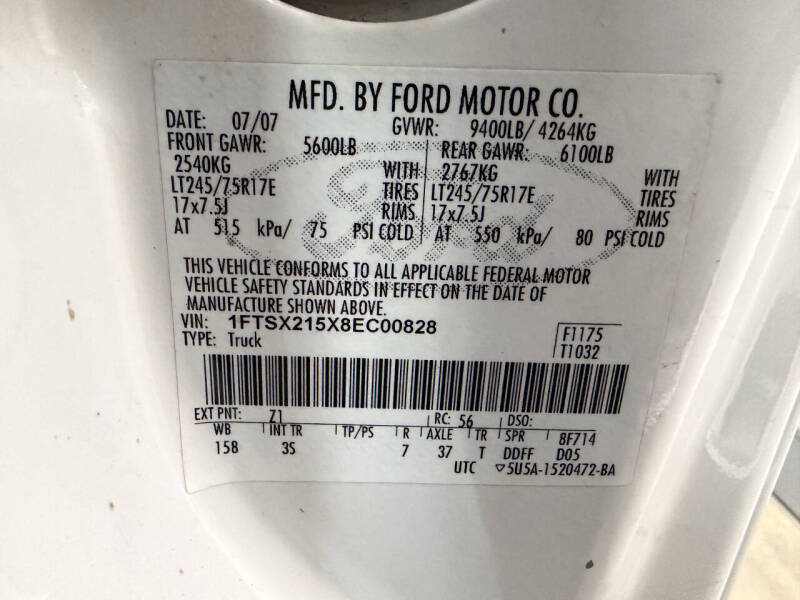 MFD. BY FORD MOTOR CO.
DATE: 07/07 GVWR: 9400LB/ 4264KG
FRONT GAWR: 5600LB REAR GAWR: 6100LB
2540KG WITH 2767KG WITH
LT245/75R17E TIRES LT245/75R17E TIRES
17x7.5J RIMS 17x7.5J RIMS
AT 515 kPa/ 75 PSI COLD AT 550 kPa/ 80 PSI COLD
Ford
THIS VEHICLE CONFORMS TO ALL APPLICABLE FEDERAL MOTOR
VEHICLE SAFETY STANDARDS IN EFFECT ON THE DATE OF
MANUFACTURE SHOWN ABOVE.
VIN: 1FTSX215X8EC00828 F1175
TYPE: Truck T1032
EXT PNT: Z1 RC: 56 DSO:
WB INT TR TP/PS R AXLE TR SPR 8F714
158 3S 7 37 T DDFF D05
UTC ▽5U5A-1520472-BA